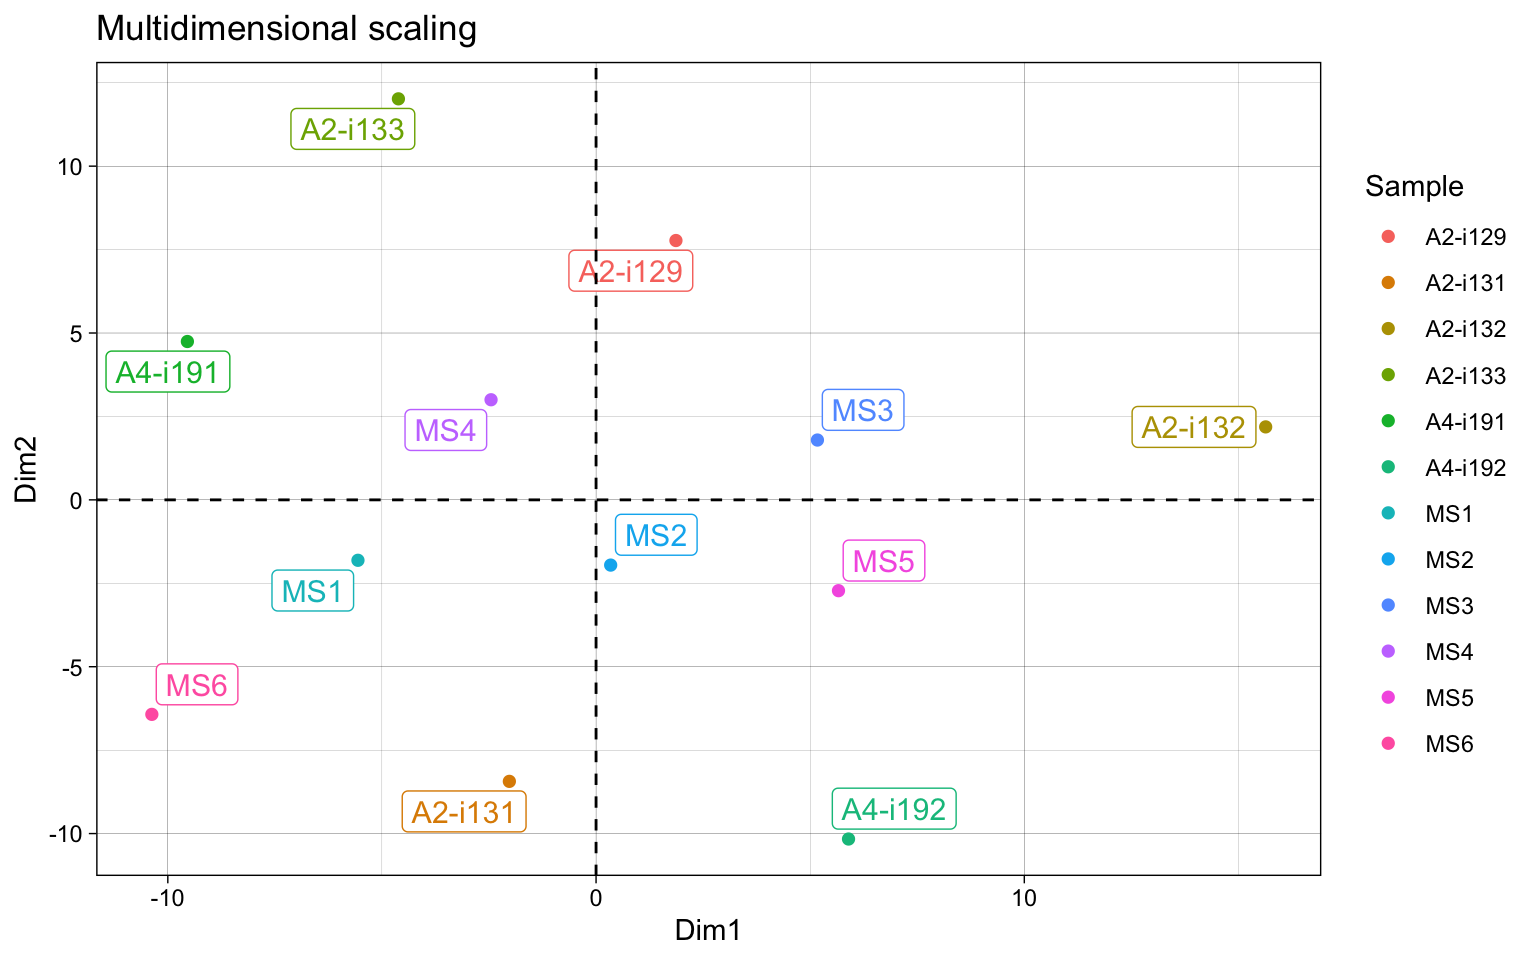 Multidimensional scaling
A2-i133
10
A2-i129
5
A4-i191
MS4
MS3
A2-i132
Dim2
0
MS2
MS1
MS5
-5
MS6
A2-i131
A4-i192
-10
-10
0
10
Dim1
Sample
A2-i129
A2-i131
A2-i132
A2-i133
A4-i191
A4-i192
MS1
MS2
MS3
MS4
MS5
MS6